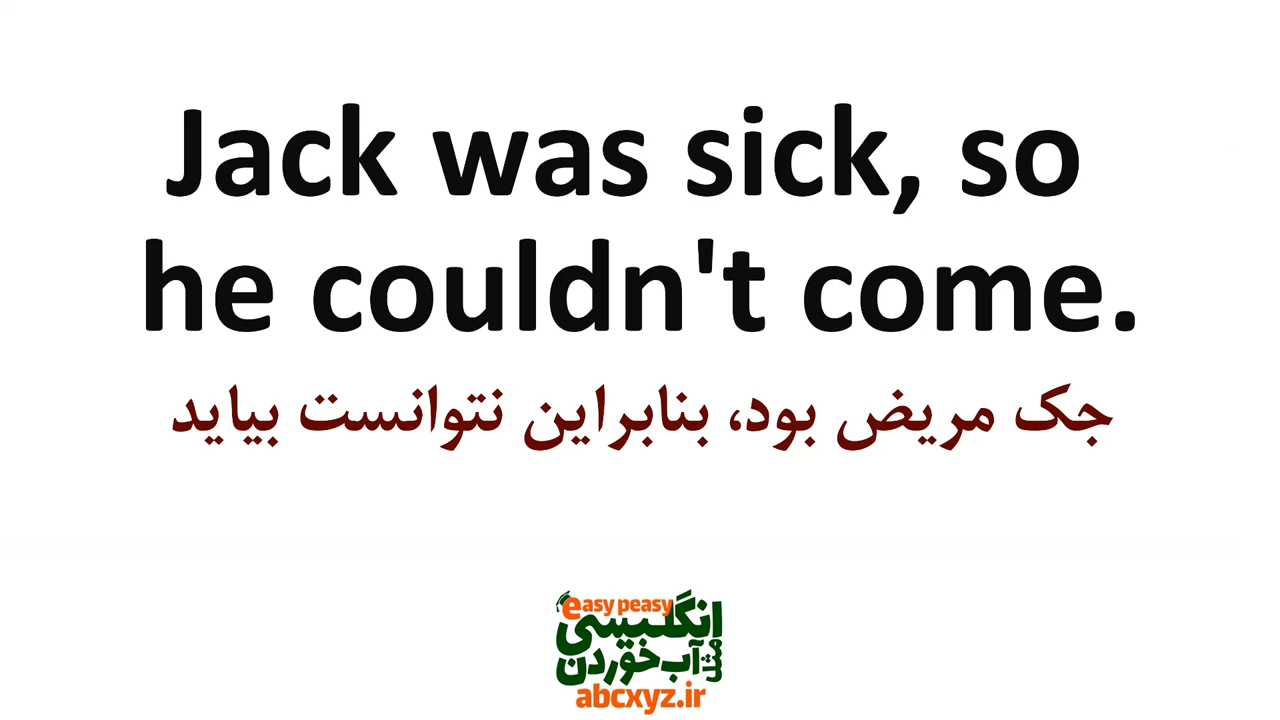 Jack was sick, so
he couldn't come.
جک مریض بود، بنابراین نتوانست بیاید
easy peasy
انگلیسی
مثل آب خوردن
abcxyz.ir